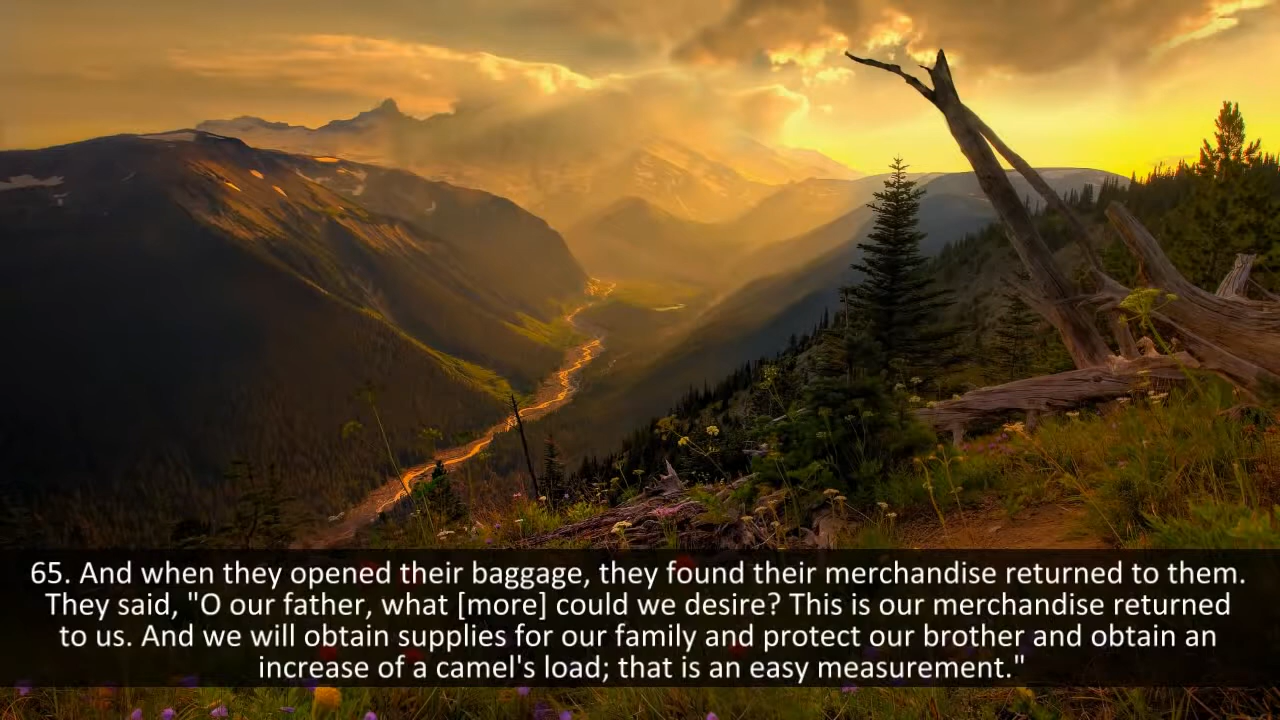 65. And when they opened their baggage, they found their merchandise returned to them.
They said, "O our father, what [more] could we desire? This is our merchandise returned
to us. And we will obtain supplies for our family and protect our brother and obtain an
increase of a camel's load; that is an easy measurement."